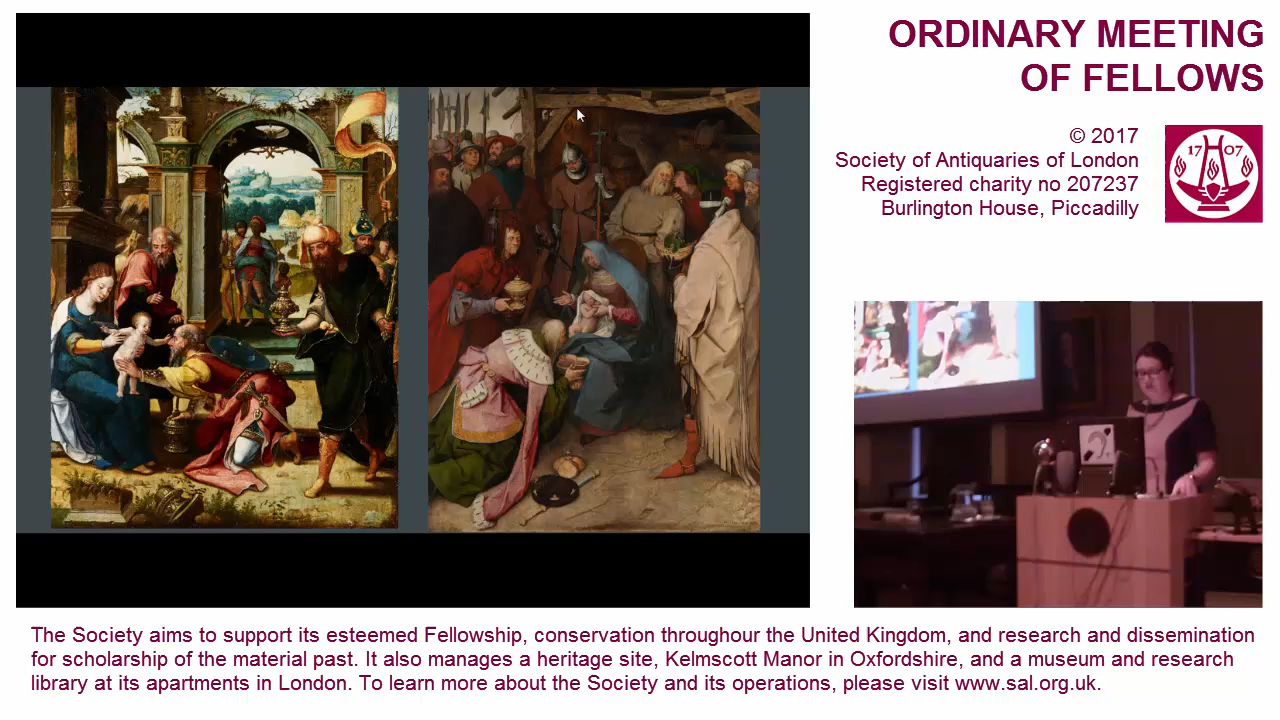 ORDINARY MEETING
OF FELLOWS
© 2017
Society of Antiquaries of London
Registered charity no 207237
Burlington House, Piccadilly
17 07
The Society aims to support its esteemed Fellowship, conservation throughour the United Kingdom, and research and dissemination
for scholarship of the material past. It also manages a heritage site, Kelmscott Manor in Oxfordshire, and a museum and research
library at its apartments in London. To learn more about the Society and its operations, please visit www.sal.org.uk.